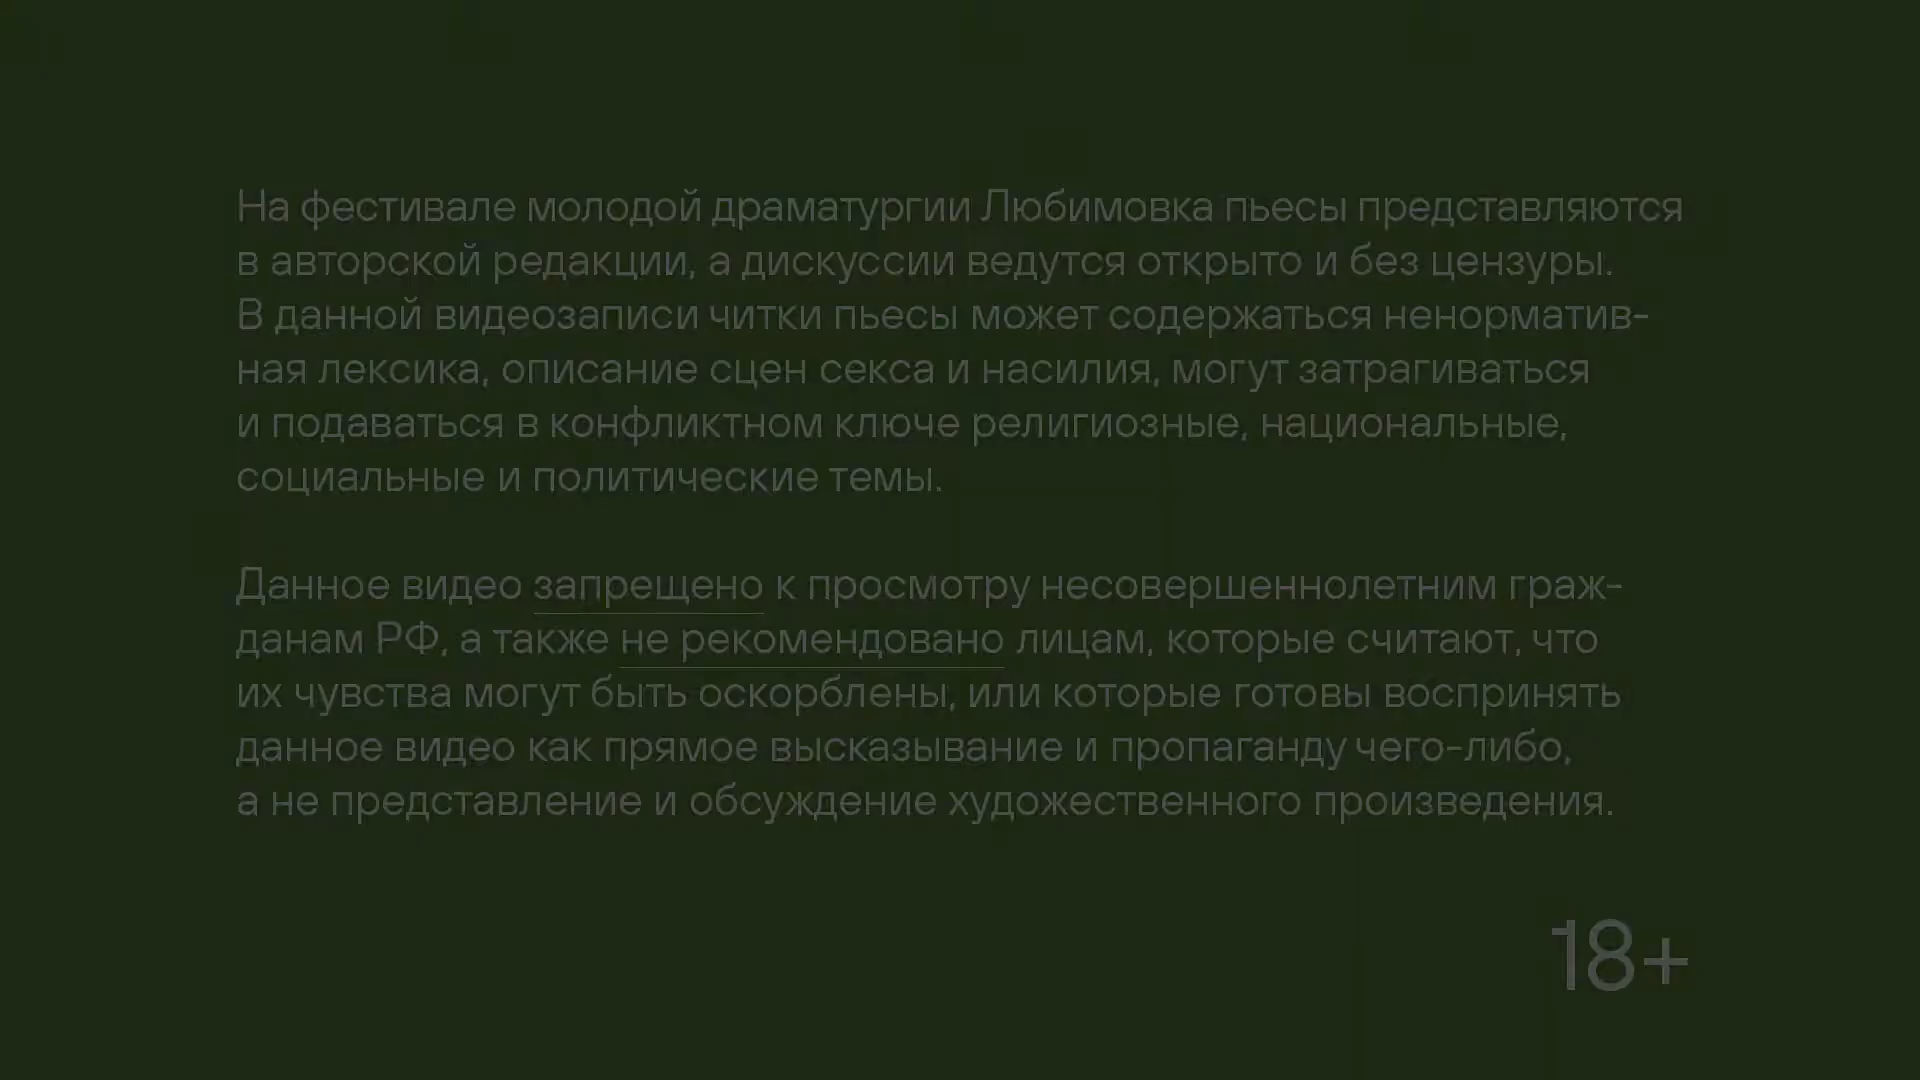 На фестивале молодой драматургии Любимовка пьесы представляются
в авторской редакции, а дискуссии ведутся открыто и без цензуры.
В данной видеозаписи читки пьесы может содержаться ненорматив-
ная лексика, описание сцен секса и насилия, могут затрагиваться
и подаваться в конфликтном ключе религиозные, национальные,
социальные и политические темы.
Данное видео запрещено к просмотру несовершеннолетним граж-
данам РФ, а также не рекомендовано лицам, которые считают, что
их чувства могут быть оскорблены, или которые готовы воспринять
данное видео как прямое высказывание и пропаганду чего-либо,
а не представление и обсуждение художественного произведения.
18+